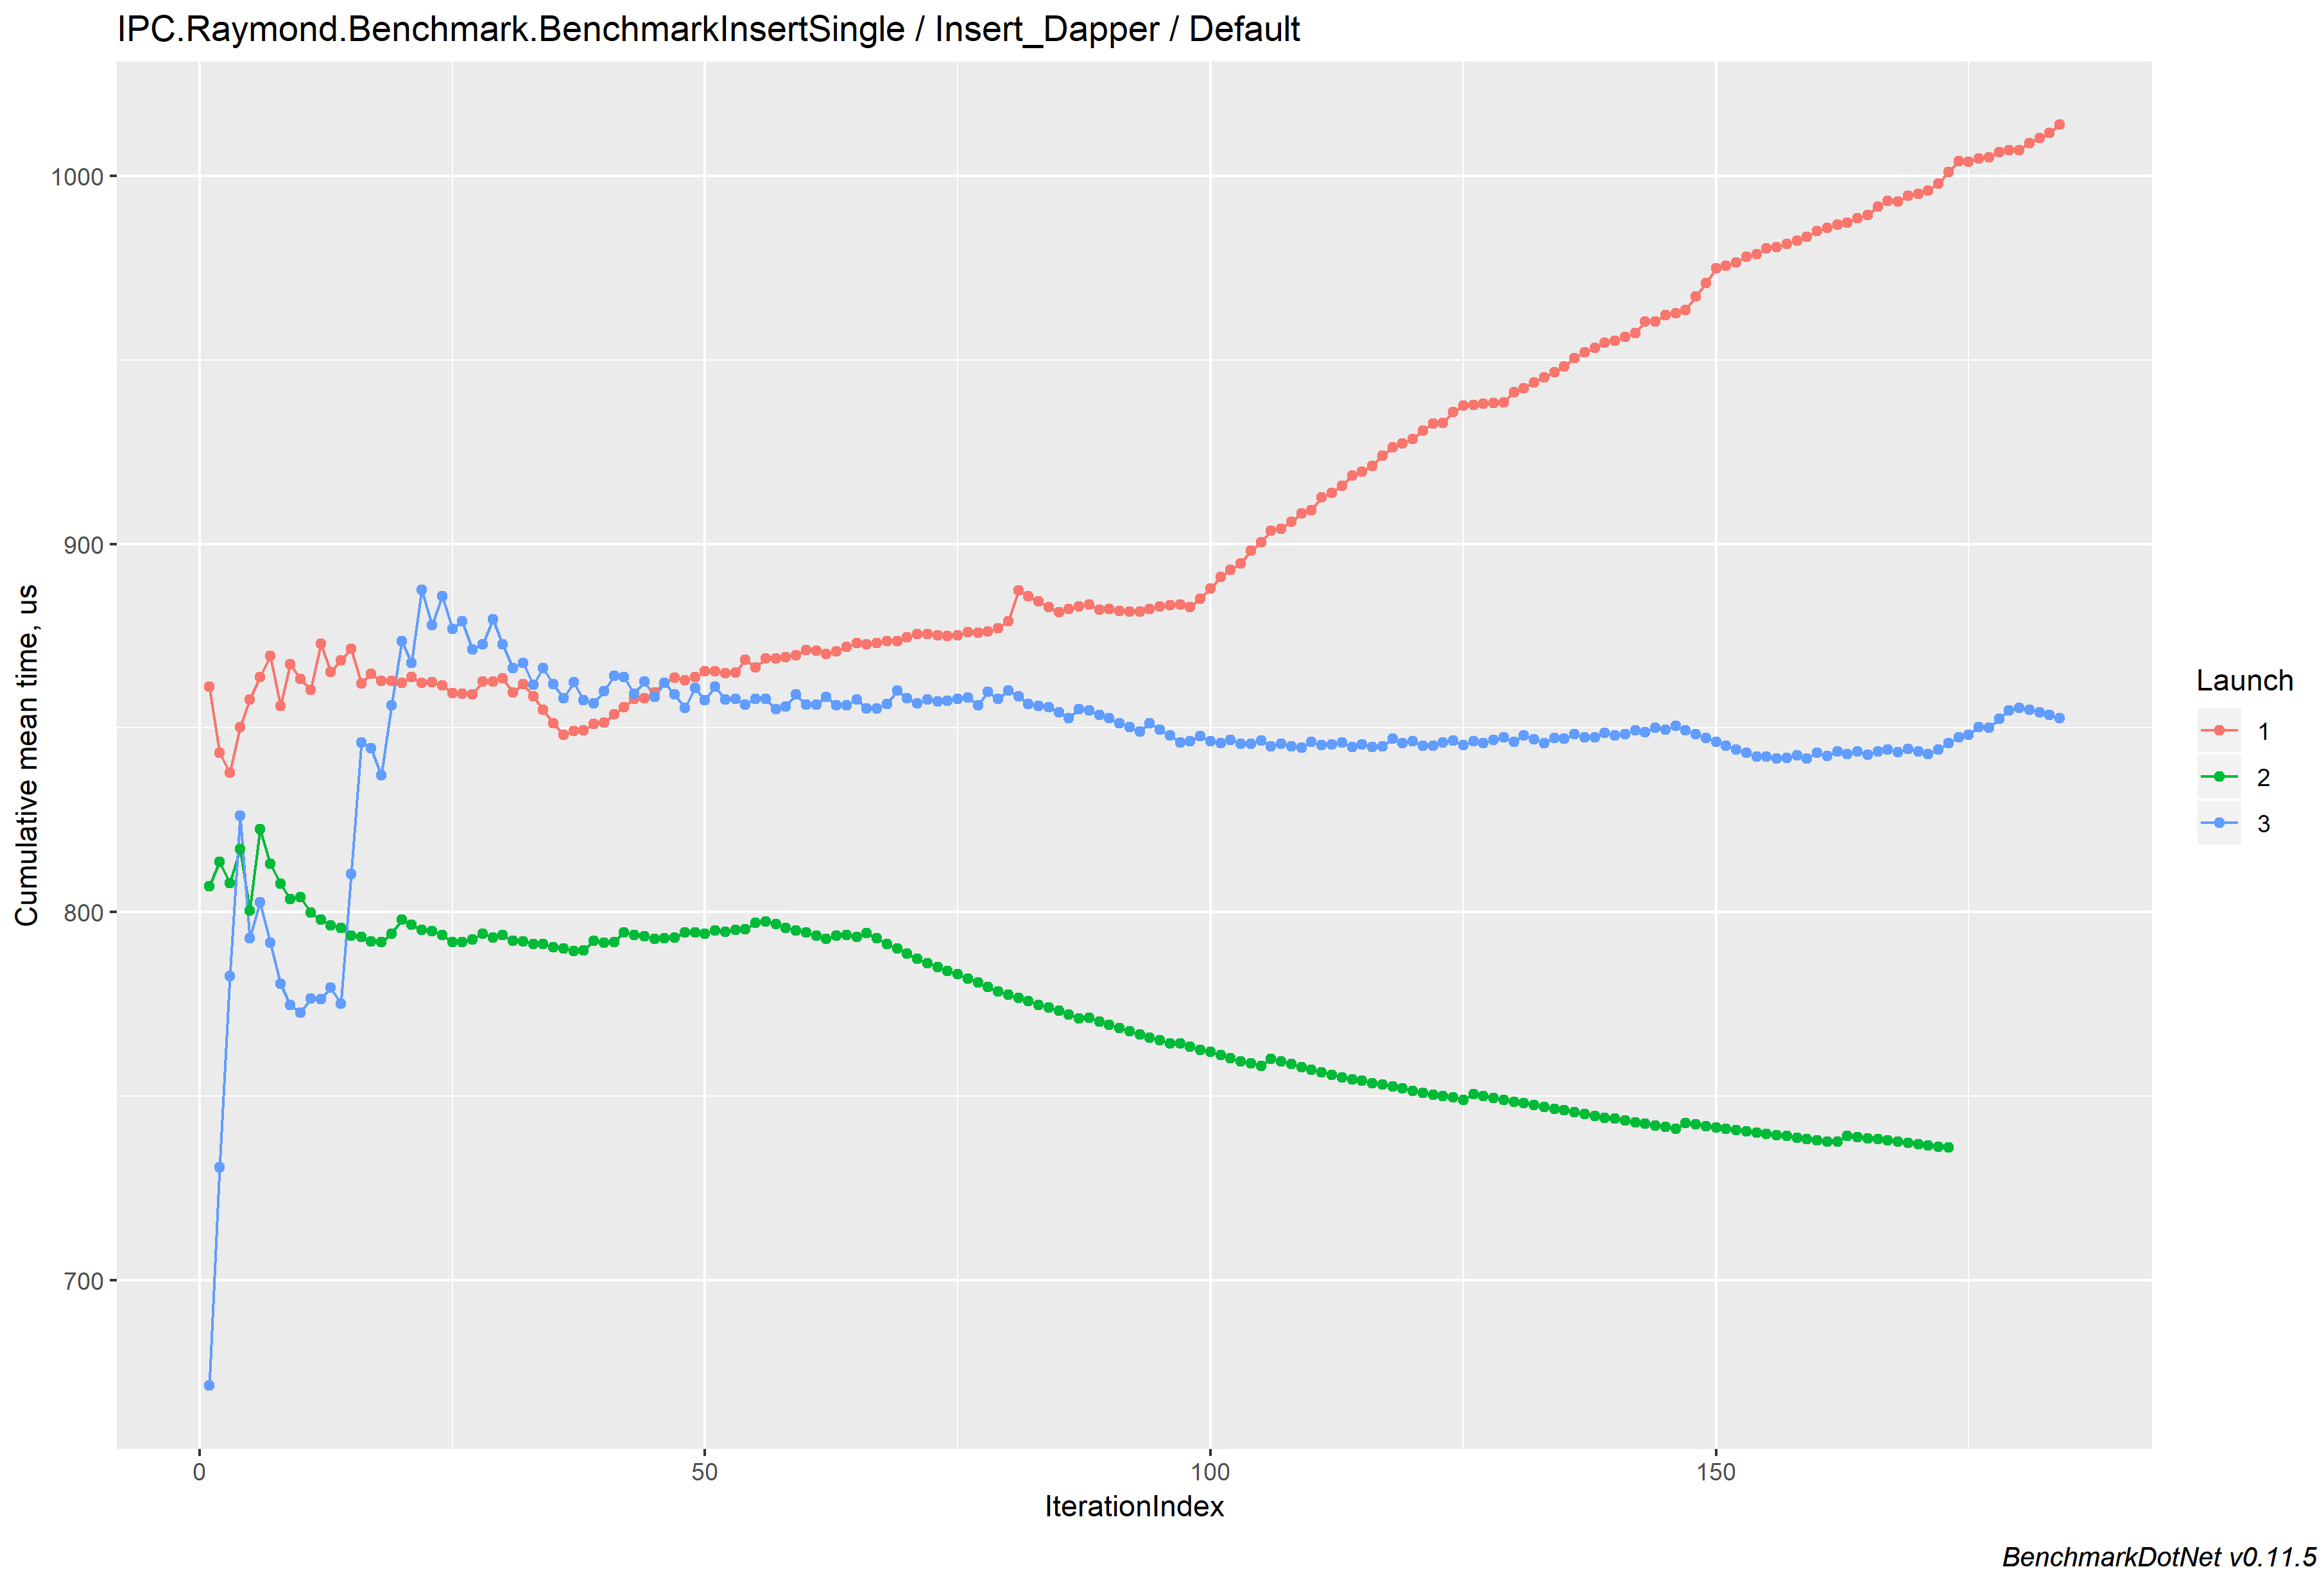 IPC.Raymond.Benchmark.BenchmarkInsertSingle / Insert_Dapper / Default
Cumulative mean time, us
1000
900
800
700
0 50 100 150
IterationIndex
Launch
1
2
3
BenchmarkDotNet v0.11.5